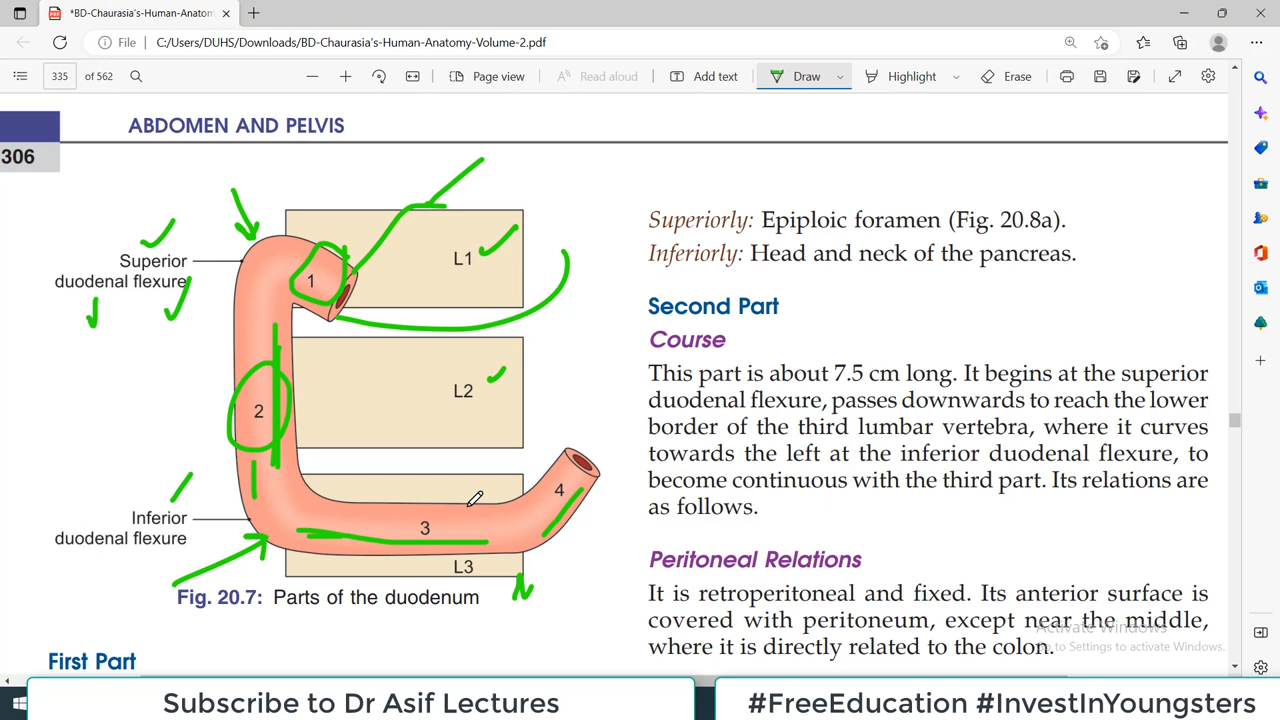 *BD-Chaurasia's-Human-Anatom
File
C:/Users/DUHS/Downloads/BD-Chaurasia's-Human-Anatomy-Volume-2.pdf
335
of 562
Page view
Read aloud
Add text
Draw
Highlight
Erase
ABDOMEN AND PELVIS
306
Superior
duodenal flexure
1
L1
2
L2
Inferior
duodenal flexure
3
4
L3
Fig. 20.7: Parts of the duodenum
First Part
Superiorly: Epiploic foramen (Fig. 20.8a).
Inferiorly: Head and neck of the pancreas.
Second Part
Course
This part is about 7.5 cm long. It begins at the superior
duodenal flexure, passes downwards to reach the lower
border of the third lumbar vertebra, where it curves
towards the left at the inferior duodenal flexure, to
become continuous with the third part. Its relations are
as follows.
Peritoneal Relations
It is retroperitoneal and fixed. Its anterior surface is
covered with peritoneum, except near the middle,
where it is directly related to the colon.
Activate Windows
Go to Settings to activate Windows.
Subscribe to Dr Asif Lectures
#FreeEducation #InvestInYoungsters